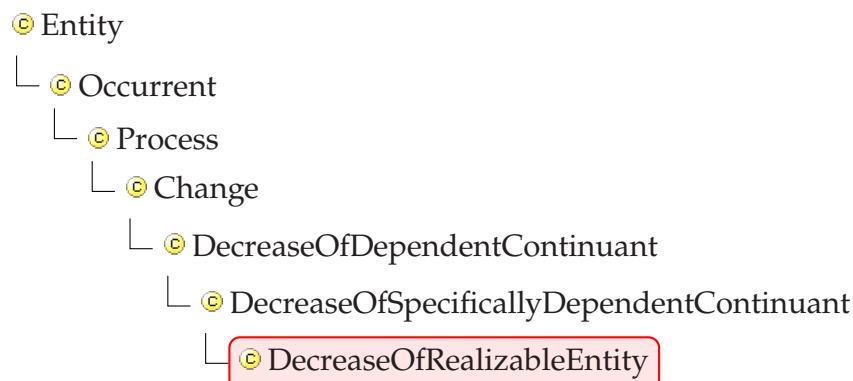 Entity
Occurrent
Process
Change
DecreaseOfDependentContinuant
DecreaseOfSpecificallyDependentContinuant
DecreaseOfRealizableEntity